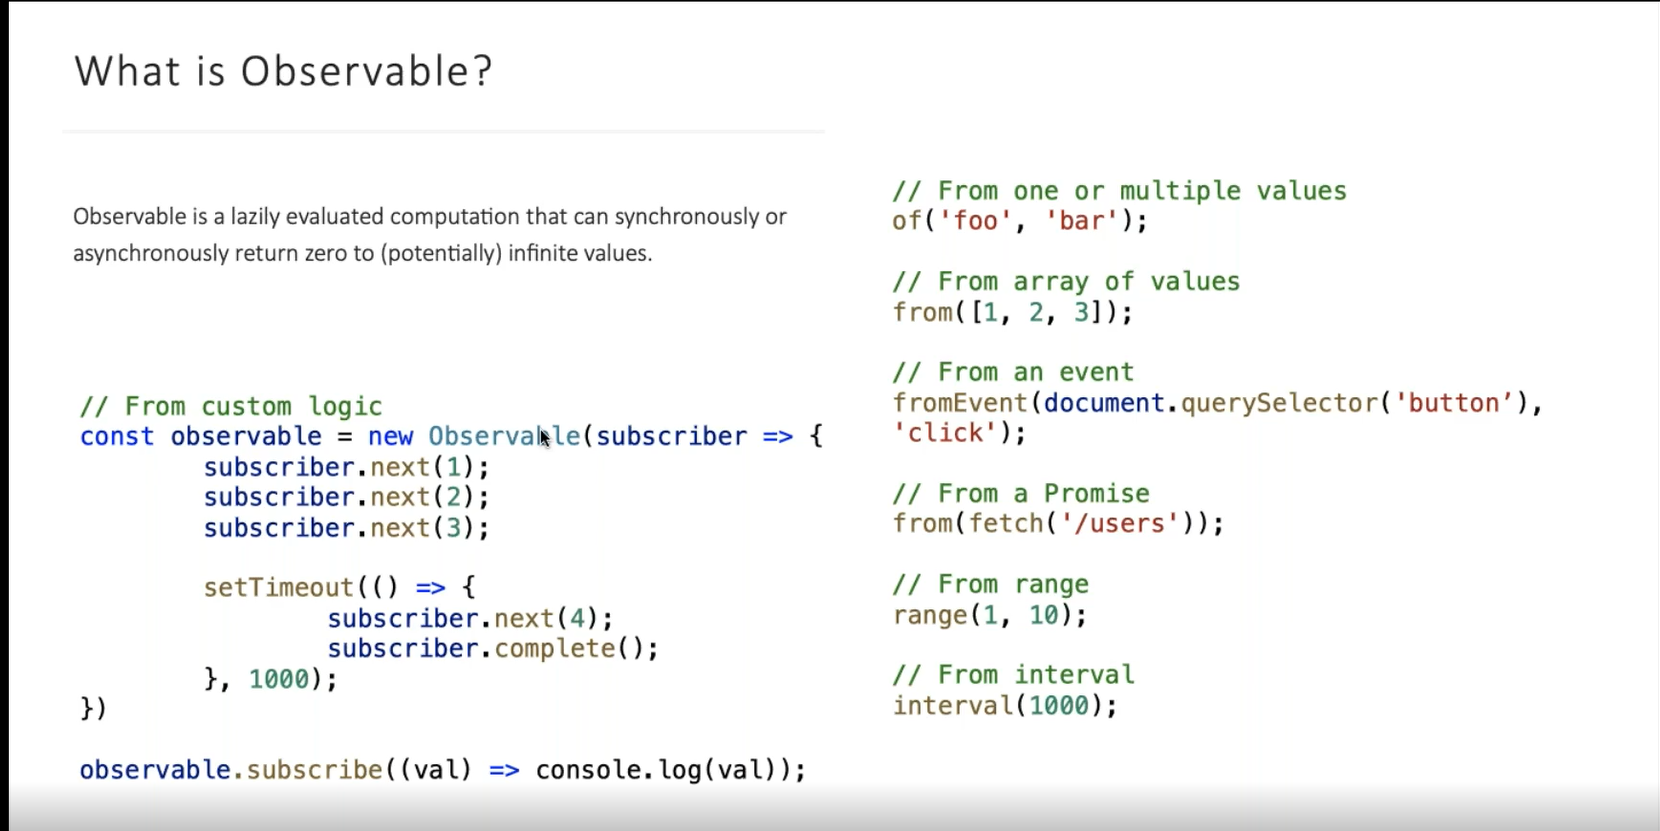 What is Observable?
Observable is a lazily evaluated computation that can synchronously or
asynchronously return zero to (potentially) infinite values.
// From custom logic
const observable = new Observable(subscriber => {
subscriber.next(1);
subscriber.next(2);
subscriber.next(3);
setTimeout(() => {
subscriber.next(4);
subscriber.complete();
}, 1000);
})
observable.subscribe((val) => console.log(val));
// From one or multiple values
of('foo', 'bar');
// From array of values
from([1, 2, 3]);
// From an event
fromEvent(document.querySelector('button’),
'click');
// From a Promise
from(fetch('/users'));
// From range
range(1, 10);
// From interval
interval(1000);